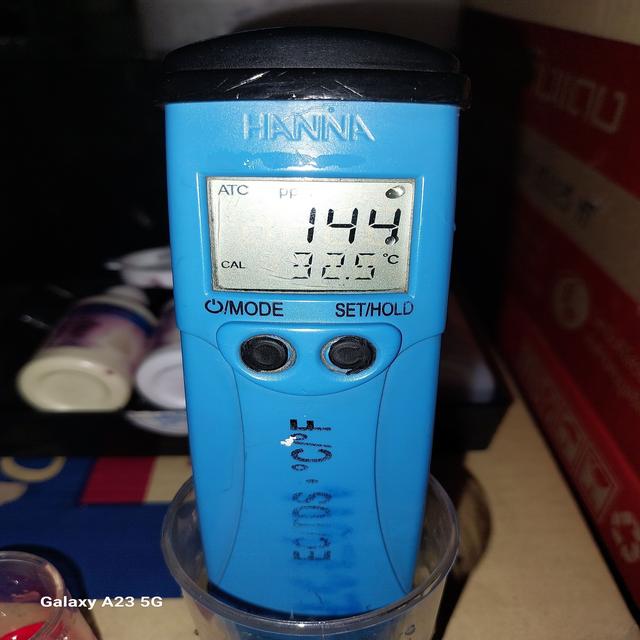 HANNA
ATC
144
CAL 32.5 °C
⏻/MODE SET/HOLD
EC/TDS · °C/°F
Galaxy A23 5G